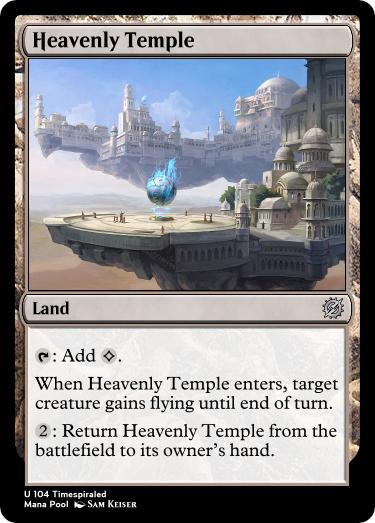 Heavenly Temple
Land
: Add .
When Heavenly Temple enters, target
creature gains flying until end of turn.
2: Return Heavenly Temple from the
battlefield to its owner's hand.
U 104 Timespiraled
Mana Pool Sam Keiser